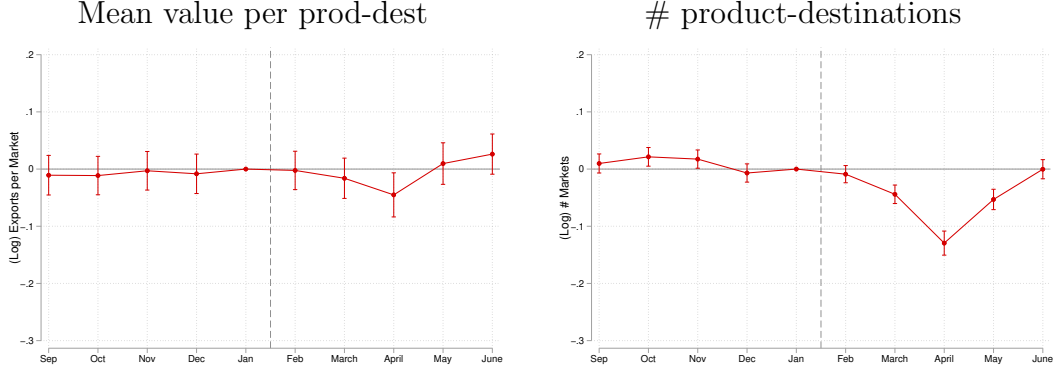 Mean value per prod-dest
(Log) Exports per Market
.2
.1
0
-.1
-.2
-.3
Sep Oct Nov Dec Jan Feb March April May June
# product-destinations
(Log) # Markets
.2
.1
0
-.1
-.2
-.3
Sep Oct Nov Dec Jan Feb March April May June